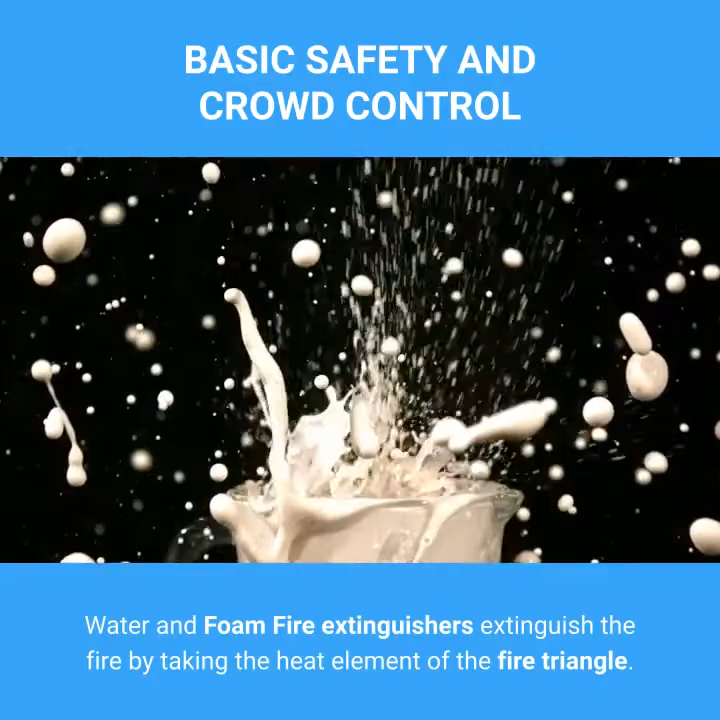 BASIC SAFETY AND
CROWD CONTROL
Water and Foam Fire extinguishers extinguish the
fire by taking the heat element of the fire triangle.